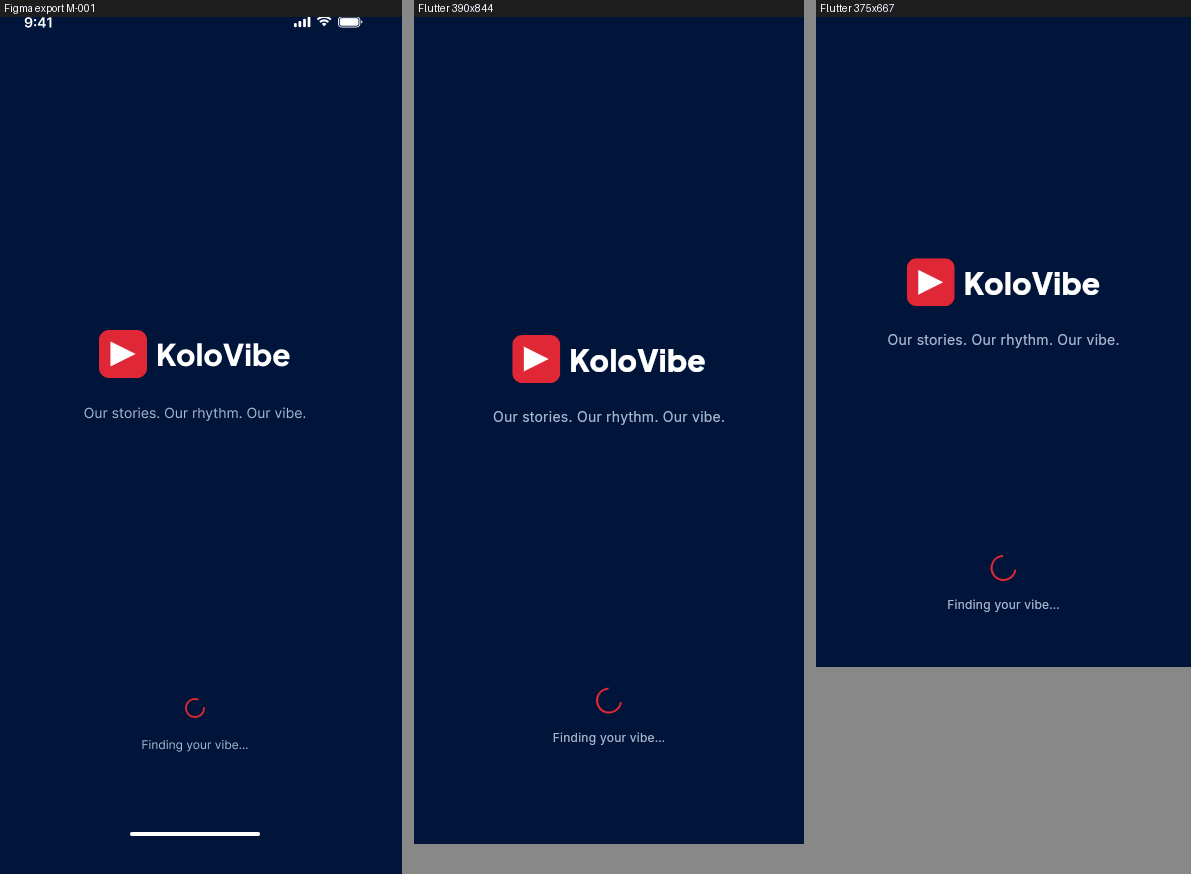 Figma export M-001
9:41
KoloVibe
Our stories. Our rhythm. Our vibe.
Finding your vibe...
Flutter 390x844
KoloVibe
Our stories. Our rhythm. Our vibe.
Finding your vibe...
Flutter 375x667
KoloVibe
Our stories. Our rhythm. Our vibe.
Finding your vibe...